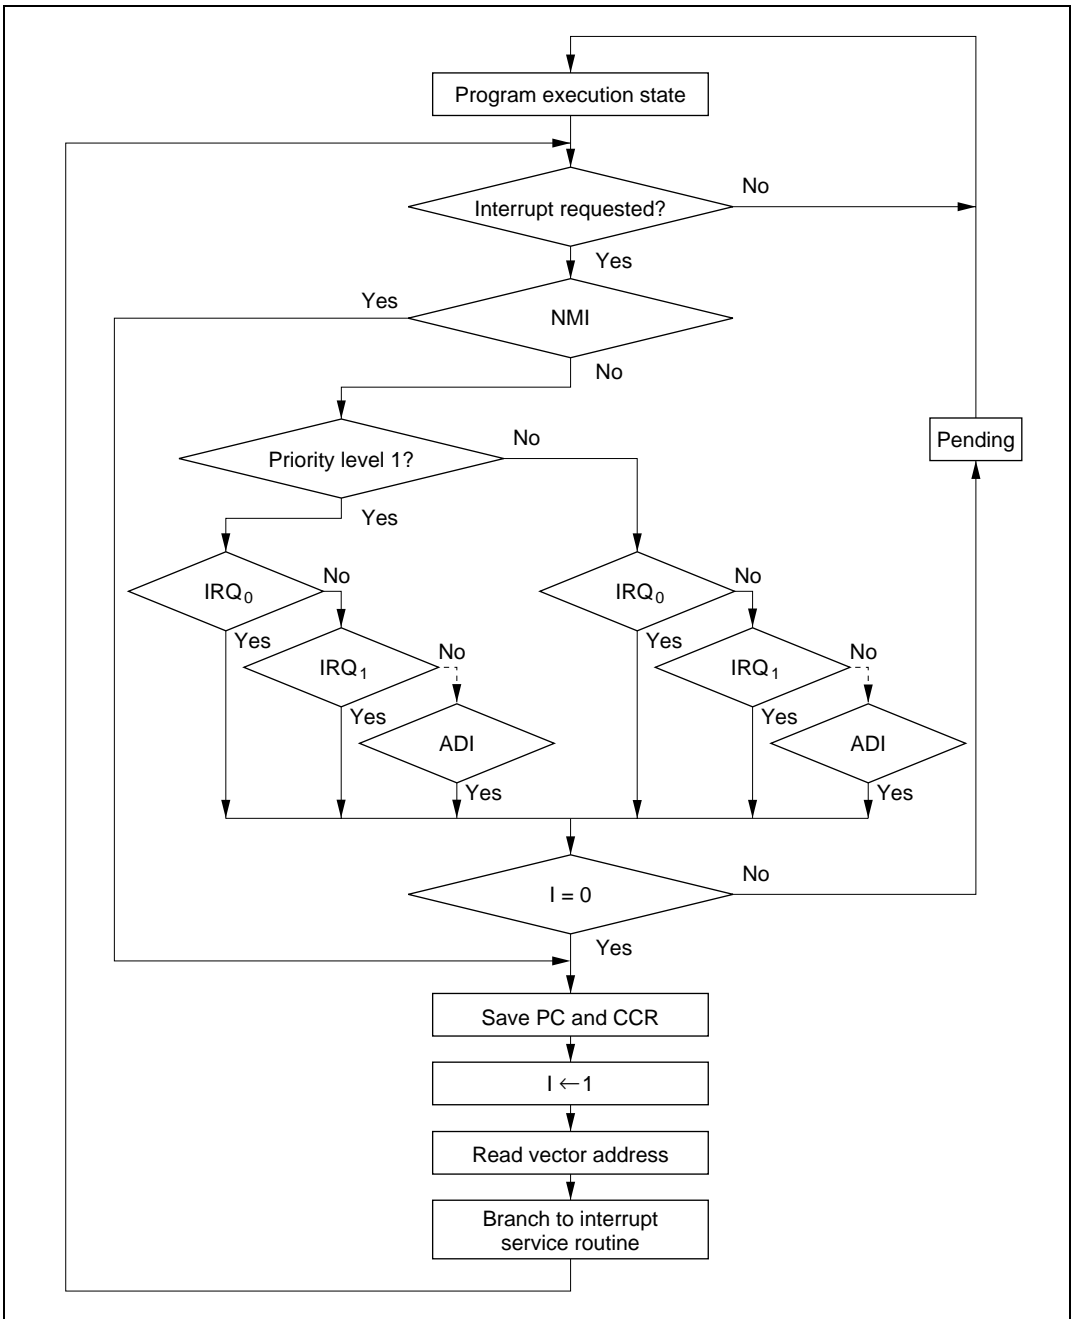 Program execution state
No
Interrupt requested?
Yes
Yes
NMI
No
No
Pending
Priority level 1?
Yes
No
No
IRQ0
IRQ0
Yes
No
Yes
No
IRQ1
IRQ1
Yes
Yes
ADI
ADI
Yes
Yes
No
I = 0
Yes
Save PC and CCR
I ←1
Read vector address
Branch to interrupt
service routine